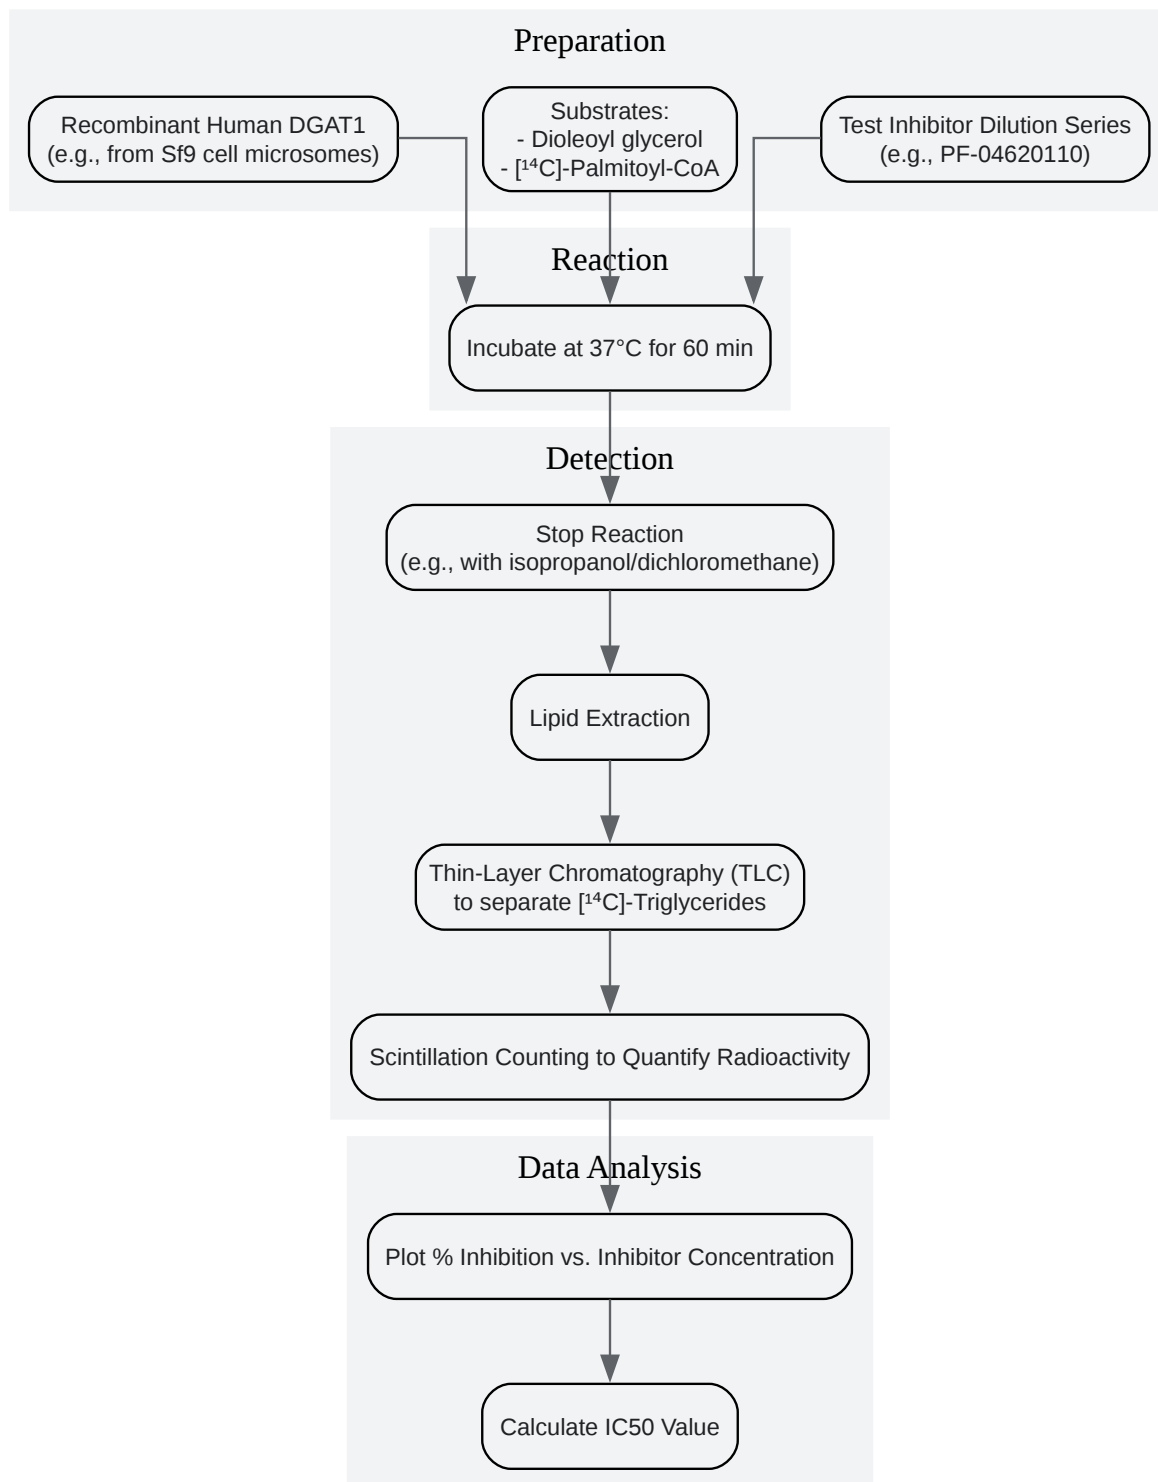 Preparation
Recombinant Human DGAT1
(e.g., from Sf9 cell microsomes)
Substrates:
- Dioleoyl glycerol
- [¹⁴C]-Palmitoyl-CoA
Test Inhibitor Dilution Series
(e.g., PF-04620110)
Reaction
Incubate at 37°C for 60 min
Detection
Stop Reaction
(e.g., with isopropanol/dichloromethane)
Lipid Extraction
Thin-Layer Chromatography (TLC)
to separate [¹⁴C]-Triglycerides
Scintillation Counting to Quantify Radioactivity
Data Analysis
Plot % Inhibition vs. Inhibitor Concentration
Calculate IC50 Value